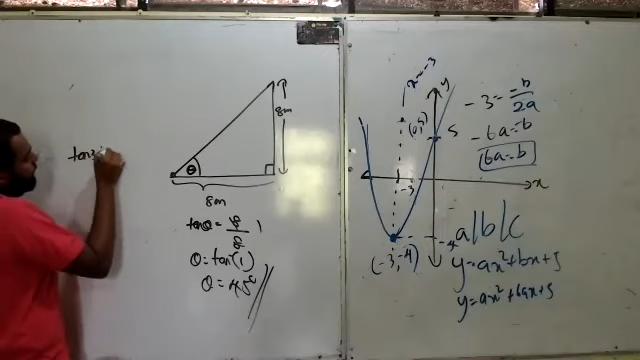 tan
θ
8m
8m
tanθ = 8/8 1
θ = tan⁻¹(1)
θ = 45°
x = -3
y
(0,5)
5
-3
x
-4
(-3,-4)
-3 = -b/2a
-6a = -b
6a = b
a/b/c
y = ax² + bx + 5
y = ax² + 6ax + 5